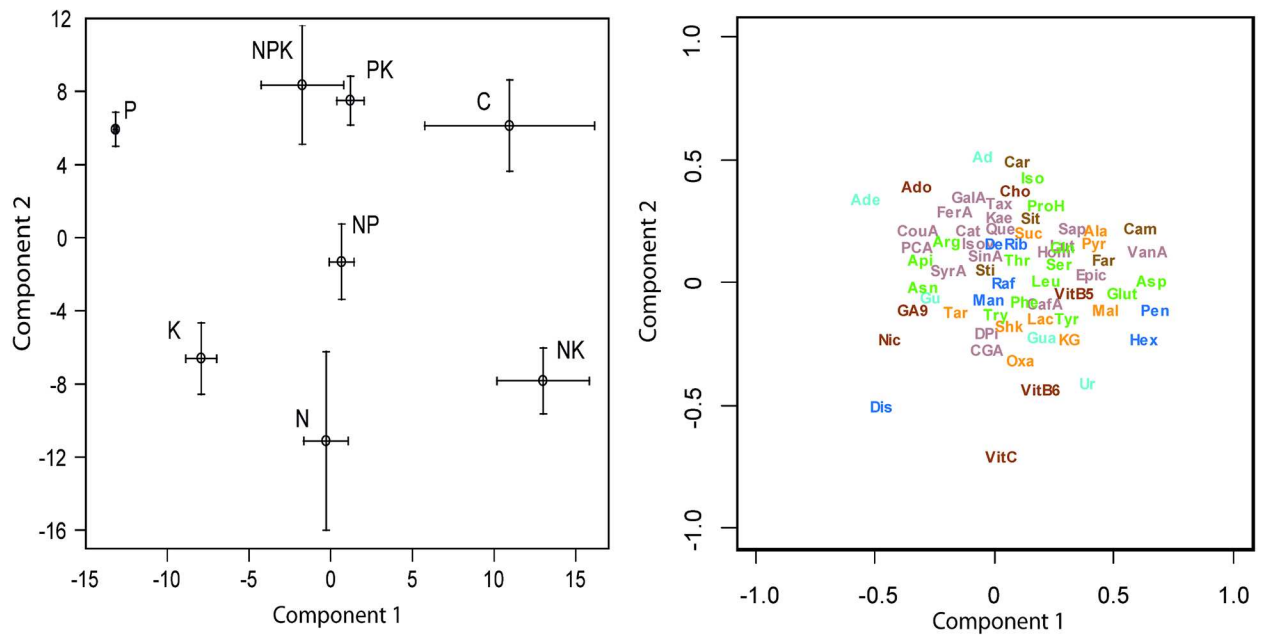 12
8
4
0
-4
-8
-12
-16
Component 2
NPK
PK
P
C
NP
K
NK
N
-15
-10
-5
0
5
10
15
Component 1
1.0
0.5
0
-0.5
-1.0
Component 2
Ad
Car
Iso
Ado
Cho
Ade
GalA
Tax
ProH
FerA
Kae
Sit
CouA
Cat
Que
Suc
Sap
Ala
Cam
PCA
Arg
DeRib
Pyr
VanA
Hom
Api
SinA
Thr
Ser
Far
SyrA
Sti
Epic
Asn
Raf
Leu
Asp
Gu
Man
VitB5
Glut
GA9
Tar
Try
Lac
Tyr
Mal
Pen
Shk
Nic
DPI
Gua
KG
Hex
CGA
Oxa
VitB6
Ur
Dis
VitC
-1.0
-0.5
0
0.5
1.0
Component 1